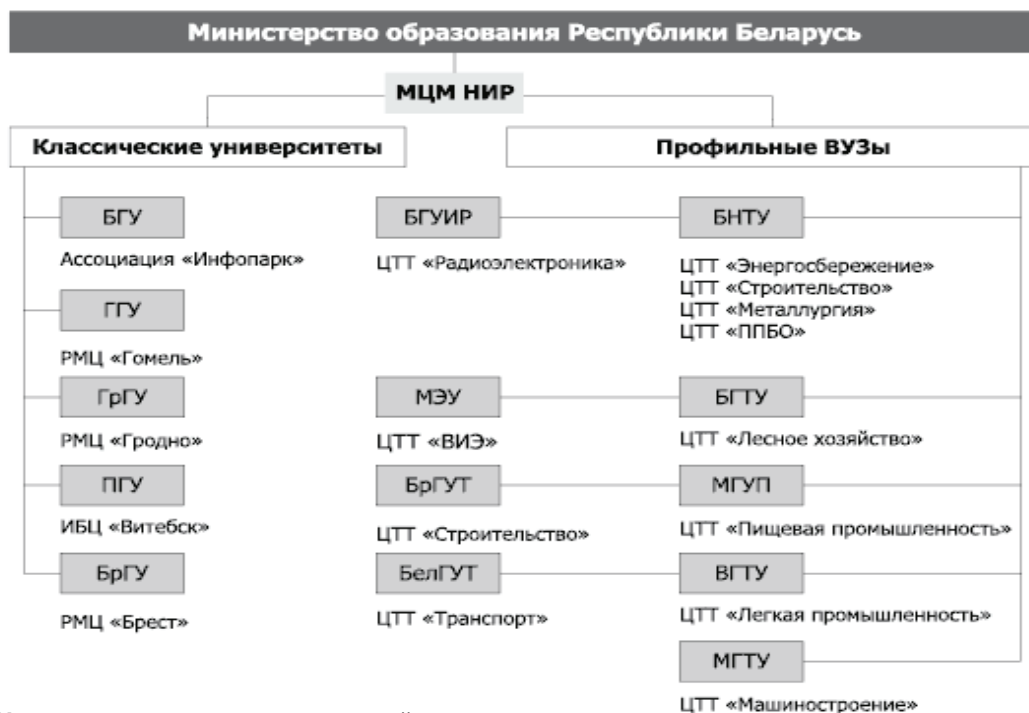 Министерство образования Республики Беларусь
МЦМ НИР
Классические университеты
Профильные ВУЗы
БГУ
Ассоциация «Инфопарк»
ГГУ
РМЦ «Гомель»
ГрГУ
РМЦ «Гродно»
ПГУ
ИБЦ «Витебск»
БрГУ
РМЦ «Брест»
БГУИР
ЦТТ «Радиоэлектроника»
МЭУ
ЦТТ «ВИЭ»
БрГУТ
ЦТТ «Строительство»
БелГУТ
ЦТТ «Транспорт»
БНТУ
ЦТТ «Энергосбережение»
ЦТТ «Строительство»
ЦТТ «Металлургия»
ЦТТ «ППБО»
БГТУ
ЦТТ «Лесное хозяйство»
МГУП
ЦТТ «Пищевая промышленность»
ВГТУ
ЦТТ «Легкая промышленность»
МГТУ
ЦТТ «Машиностроение»